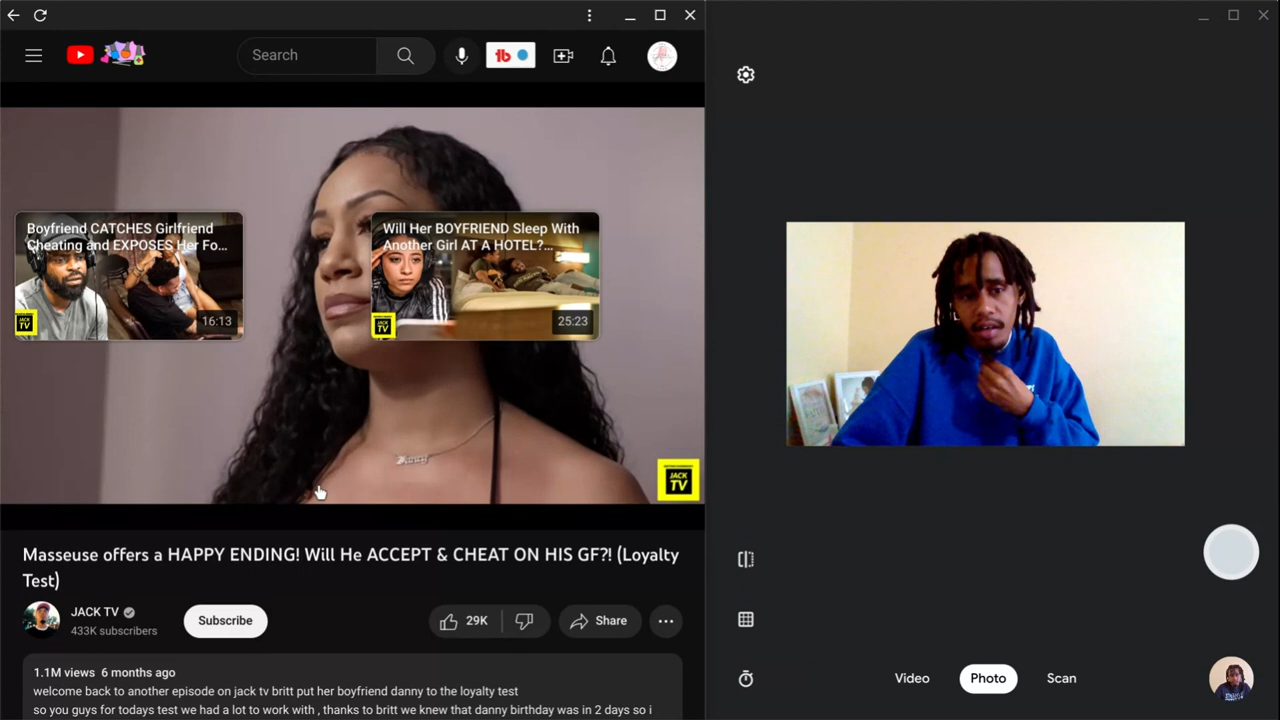 Search
Boyfriend CATCHES Girlfriend
Cheating and EXPOSES Her Fo...
16:13
JACK
TV
Will Her BOYFRIEND Sleep With
Another Girl AT A HOTEL?...
25:23
JACK
TV
JACK
TV
Masseuse offers a HAPPY ENDING! Will He ACCEPT & CHEAT ON HIS GF?! (Loyalty
Test)
JACK TV
433K subscribers
Subscribe
29K
Share
1.1M views 6 months ago
welcome back to another episode on jack tv britt put her boyfriend danny to the loyalty test
so you guys for todays test we had a lot to work with , thanks to britt we knew that danny birthday was in 2 days so i
Video
Photo
Scan